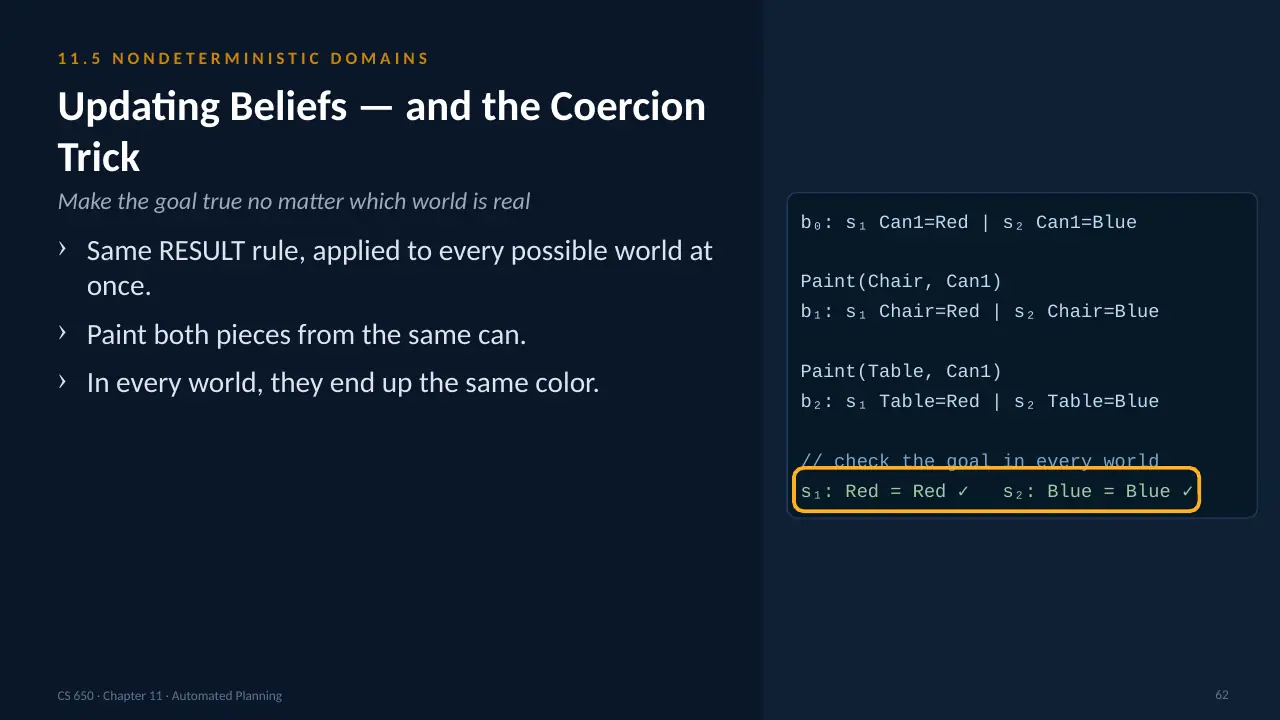 11.5 NONDETERMINISTIC DOMAINS
Updating Beliefs — and the Coercion
Trick
Make the goal true no matter which world is real
› Same RESULT rule, applied to every possible world at
once.
› Paint both pieces from the same can.
› In every world, they end up the same color.
b₀: s₁ Can1=Red | s₂ Can1=Blue
Paint(Chair, Can1)
b₁: s₁ Chair=Red | s₂ Chair=Blue
Paint(Table, Can1)
b₂: s₁ Table=Red | s₂ Table=Blue
// check the goal in every world
s₁: Red = Red ✓   s₂: Blue = Blue ✓
CS 650 · Chapter 11 · Automated Planning
62